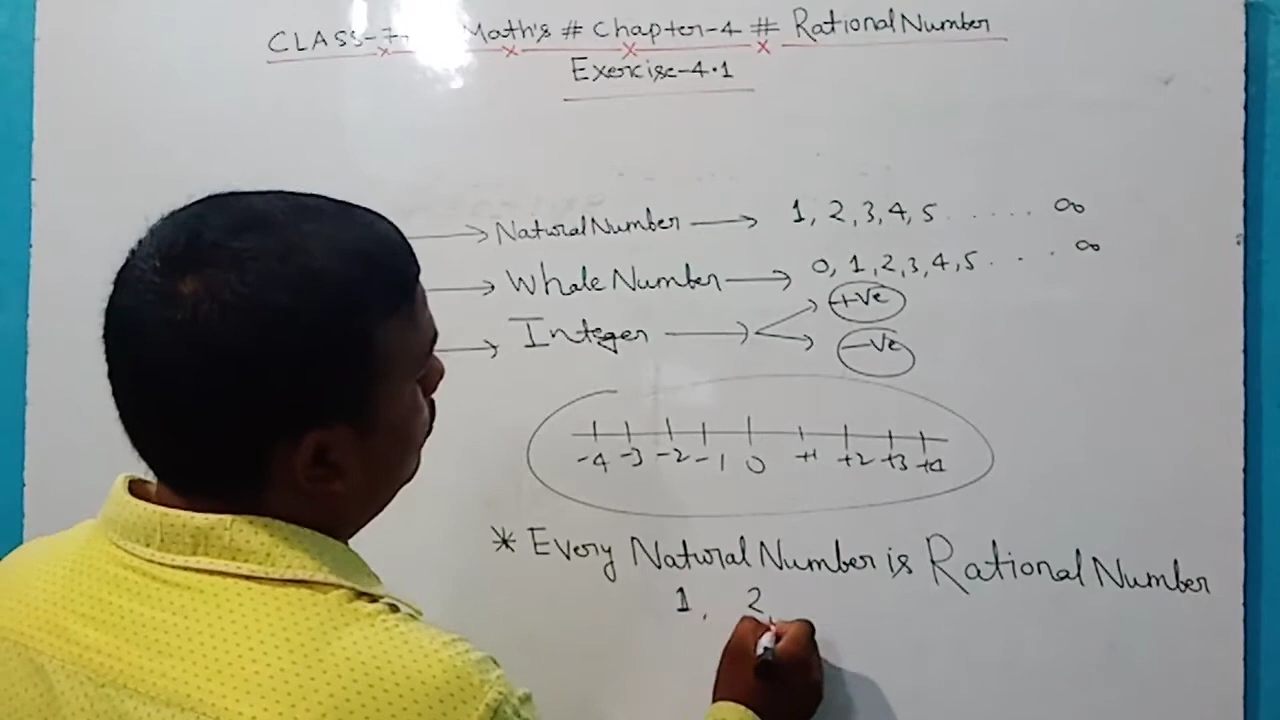 CLASS-7 Math's # Chapter-4 # Rational Number
Exercise-4.1
→ Natural Number → 1, 2, 3, 4, 5 ...... ∞
→ Whole Number → 0, 1, 2, 3, 4, 5 ... ∞
→ Integer → +ve
-ve
-4 -3 -2 -1 0 +1 +2 +3 +4
* Every Natural Number is Rational Number
1, 2,